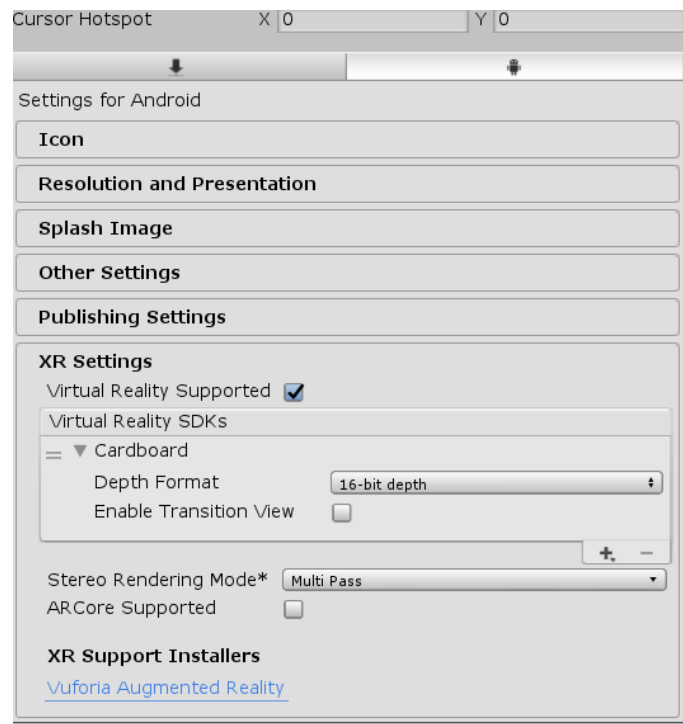 Cursor Hotspot X 0 Y 0
Settings for Android
Icon
Resolution and Presentation
Splash Image
Other Settings
Publishing Settings
XR Settings
Virtual Reality Supported
Virtual Reality SDKs
Cardboard
Depth Format 16-bit depth
Enable Transition View
Stereo Rendering Mode* Multi Pass
ARCore Supported
XR Support Installers
Vuforia Augmented Reality